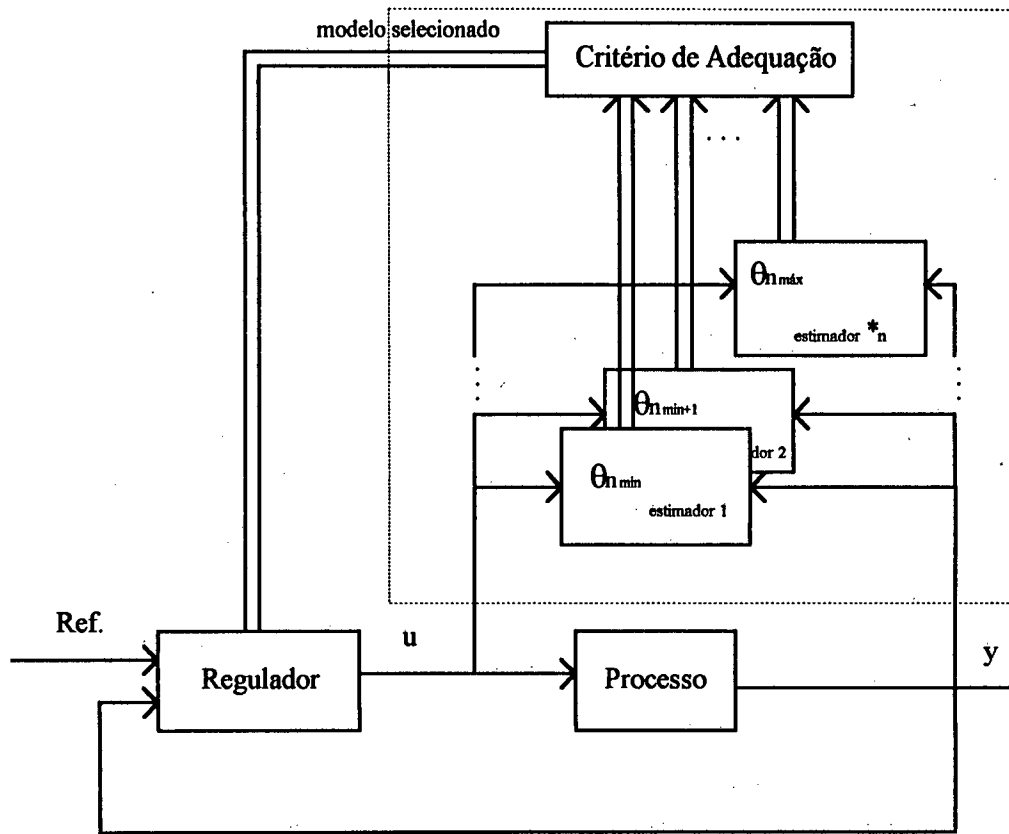 modelo selecionado
Critério de Adequação
. . .
θn máx
estimador *n
θn min+1
dor 2
θn min
estimador 1
Ref.
u
y
Regulador
Processo